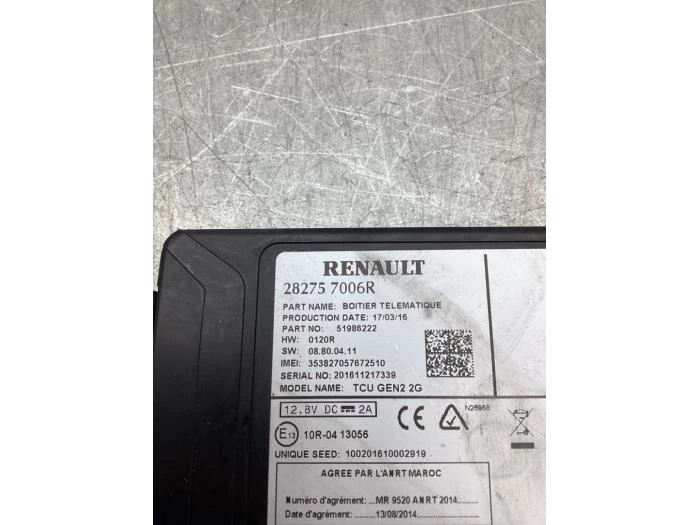 RENAULT
28275 7006R
PART NAME: BOITIER TELEMATIQUE
PRODUCTION DATE: 17/03/16
PART NO: 51986222
HW: 0120R
SW: 08.80.04.11
IMEI: 353827057672510
SERIAL NO: 201611217339
MODEL NAME: TCU GEN2 2G
12.8V DC 2A
CE
N26968
E13 10R-04 13056
UNIQUE SEED: 100201610002919
AGREE PAR L'ANRT MAROC
Numéro d'agrément: ...MR 9520 ANRT 2014....
Date d'agrément: ............13/08/2014............